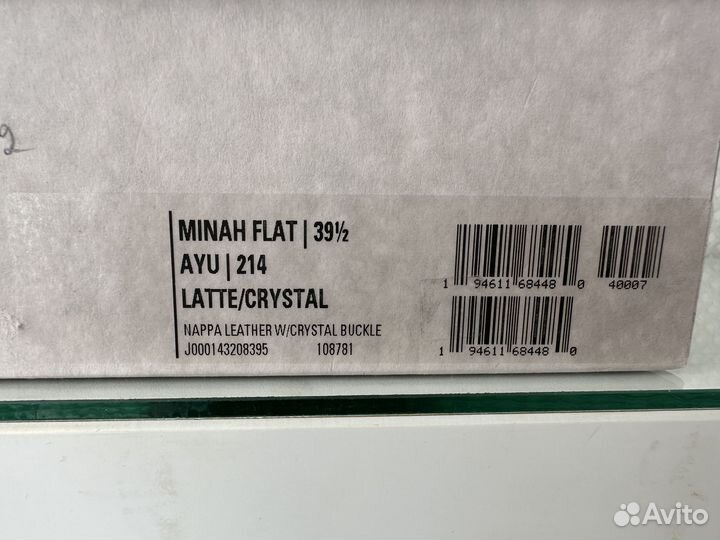 2
MINAH FLAT | 39½
AYU | 214
LATTE/CRYSTAL
NAPPA LEATHER W/CRYSTAL BUCKLE
J000143208395 108781
1 94611 68448 0 40007
1 94611 68448 0
Avito